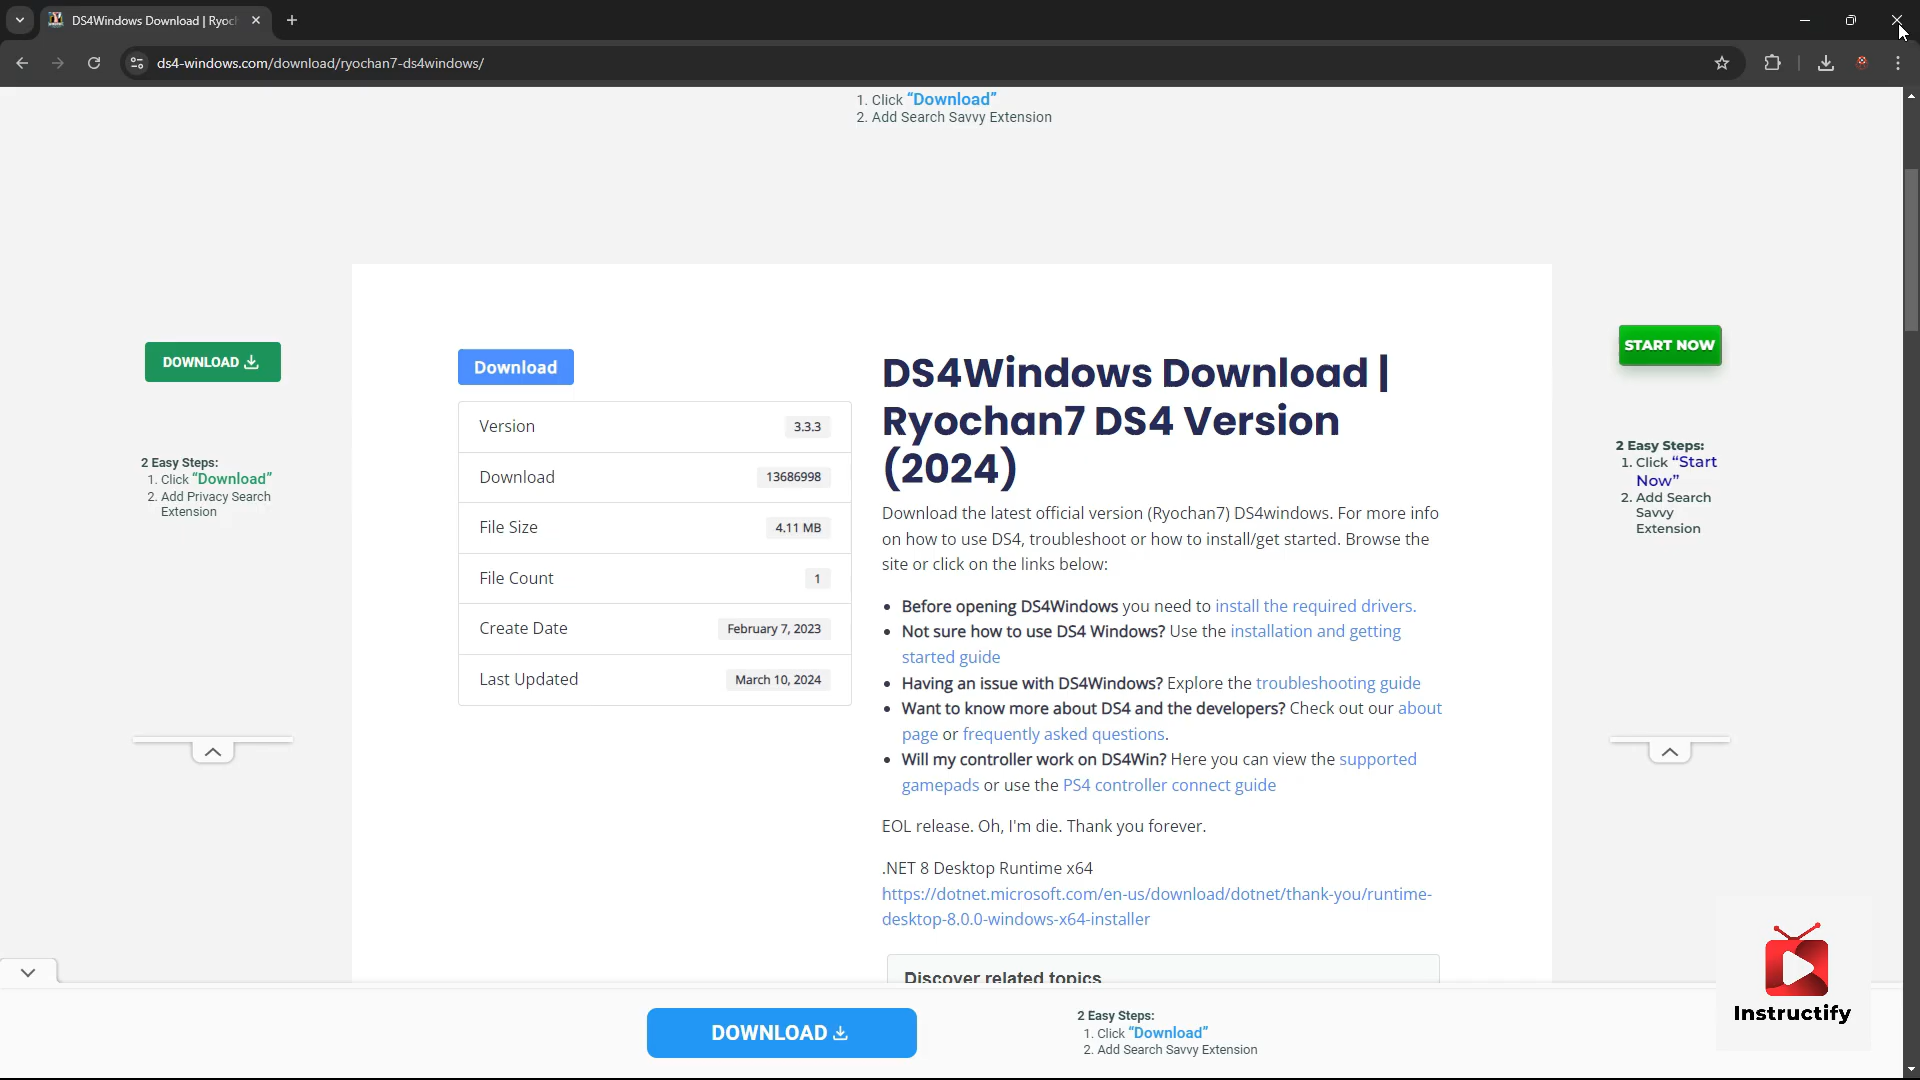 DS4Windows Download | Ryoch
ds4-windows.com/download/ryochan7-ds4windows/
1. Click “Download”
2. Add Search Savvy Extension
DOWNLOAD
2 Easy Steps:
1. Click “Download”
2. Add Privacy Search
Extension
Download
Version 3.3.3
Download 13686998
File Size 4.11 MB
File Count 1
Create Date February 7, 2023
Last Updated March 10, 2024
DS4Windows Download |
Ryochan7 DS4 Version
(2024)
Download the latest official version (Ryochan7) DS4windows. For more info
on how to use DS4, troubleshoot or how to install/get started. Browse the
site or click on the links below:
• Before opening DS4Windows you need to install the required drivers.
• Not sure how to use DS4 Windows? Use the installation and getting
started guide
• Having an issue with DS4Windows? Explore the troubleshooting guide
• Want to know more about DS4 and the developers? Check out our about
page or frequently asked questions.
• Will my controller work on DS4Win? Here you can view the supported
gamepads or use the PS4 controller connect guide
EOL release. Oh, I'm die. Thank you forever.
.NET 8 Desktop Runtime x64
https://dotnet.microsoft.com/en-us/download/dotnet/thank-you/runtime-
desktop-8.0.0-windows-x64-installer
Discover related topics
START NOW
2 Easy Steps:
1. Click “Start
Now”
2. Add Search
Savvy
Extension
DOWNLOAD
2 Easy Steps:
1. Click “Download”
2. Add Search Savvy Extension
Instructify